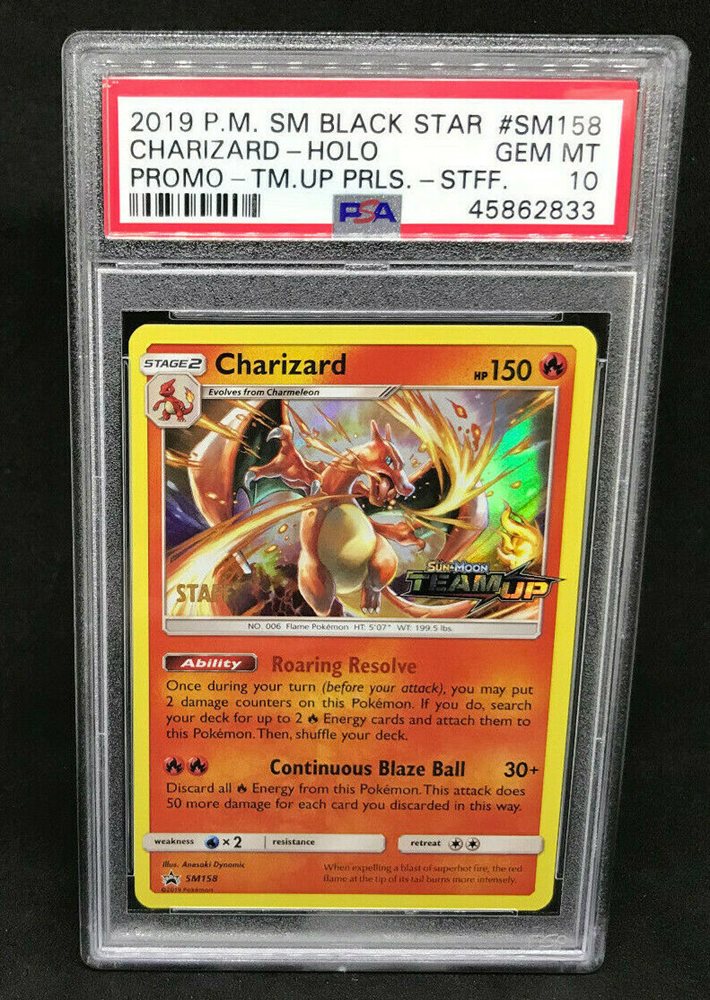 2019 P.M. SM BLACK STAR #SM158
CHARIZARD - HOLO GEM MT
PROMO - TM.UP PRLS. - STFF. 10
PSA 45862833
STAGE2 Charizard HP 150
Evolves from Charmeleon
SUN & MOON
TEAM UP
NO. 006 Flame Pokémon HT: 5'07" WT: 199.5 lbs.
Ability Roaring Resolve
Once during your turn (before your attack), you may put
2 damage counters on this Pokémon. If you do, search
your deck for up to 2 Energy cards and attach them to
this Pokémon. Then, shuffle your deck.
Continuous Blaze Ball 30+
Discard all Energy from this Pokémon. This attack does
50 more damage for each card you discarded in this way.
weakness × 2 resistance retreat
Illus. Anesaki Dynamic
SM158
©2019 Pokémon
When expelling a blast of superhot fire, the red
flame at the tip of its tail burns more intensely.